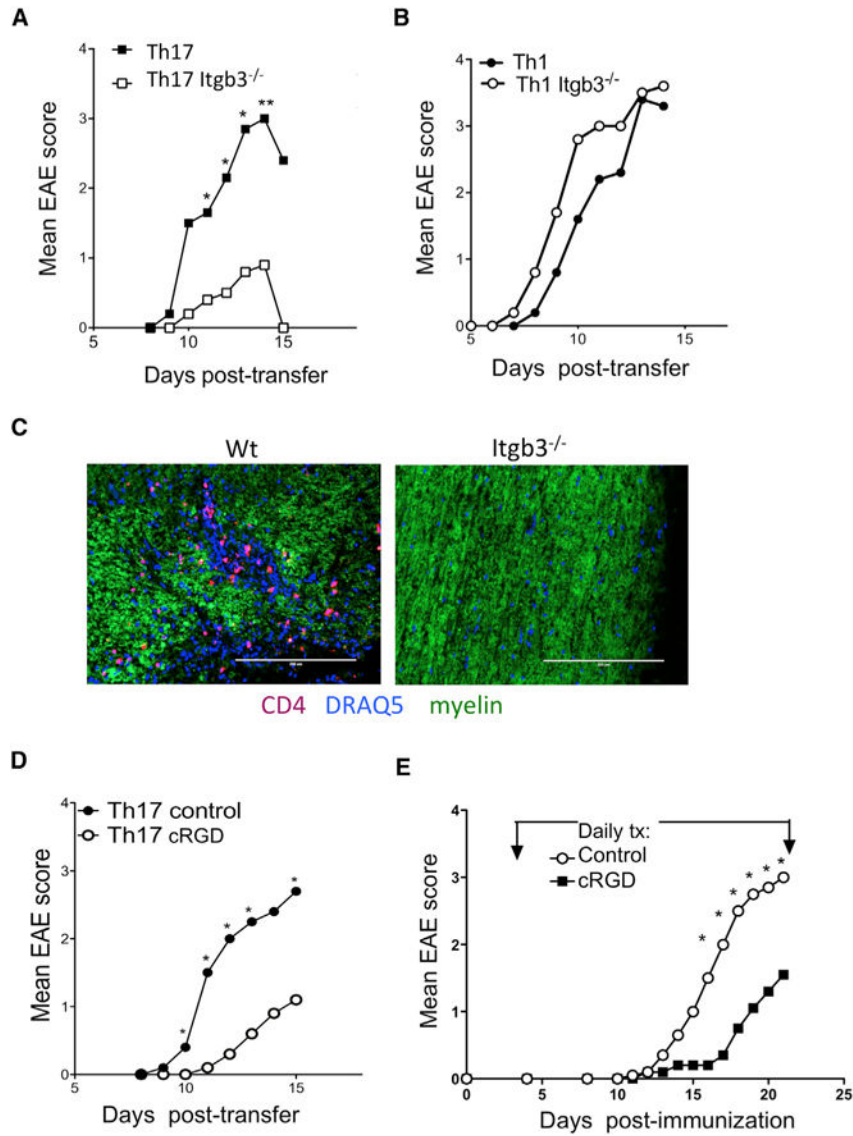 A
Th17
Th17 Itgb3-/-
Mean EAE score
4
3
2
1
0
*
*
*
**
5
10
15
Days post-transfer
B
Th1
Th1 Itgb3-/-
Mean EAE score
4
3
2
1
0
5
10
15
Days post-transfer
C
Wt
Itgb3-/-
CD4 DRAQ5 myelin
D
Th17 control
Th17 cRGD
Mean EAE score
4
3
2
1
0
*
*
*
*
*
5
10
15
Days post-transfer
E
Daily tx:
Control
cRGD
Mean EAE score
4
3
2
1
0
* * * * * *
0
5
10
15
20
25
Days post-immunization